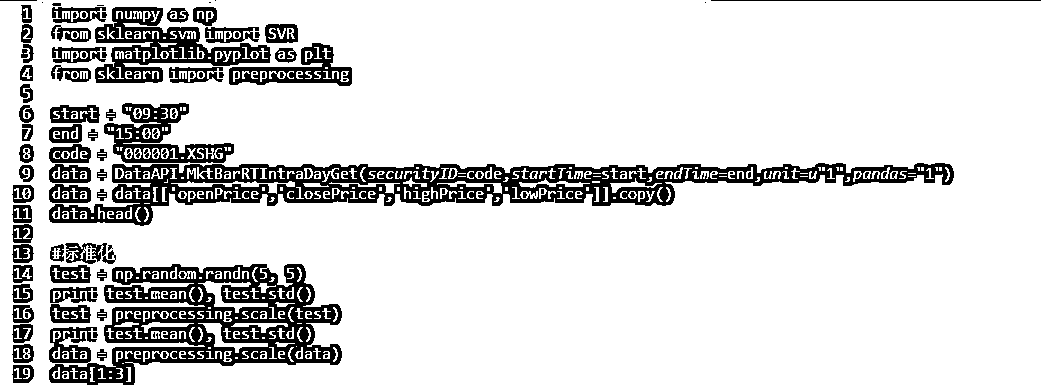 1 import numpy as np
2 from sklearn.svm import SVR
3 import matplotlib.pyplot as plt
4 from sklearn import preprocessing
5
6 start = "09:30"
7 end = "15:00"
8 code = "000001.XSHG"
9 data = DataAPI.MktBarRTIntraDayGet(securityID=code,startTime=start,endTime=end,unit=u"1",pandas="1")
10 data = data[['openPrice','closePrice','highPrice','lowPrice']].copy()
11 data.head()
12
13 #标准化
14 test = np.random.randn(5, 5)
15 print test.mean(), test.std()
16 test = preprocessing.scale(test)
17 print test.mean(), test.std()
18 data = preprocessing.scale(data)
19 data[1:3]